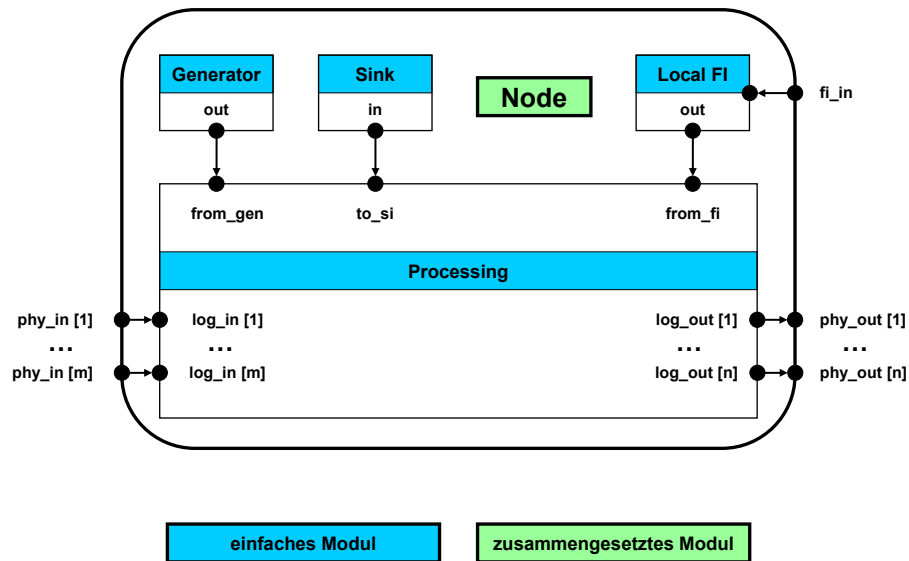 Generator
Sink
Node
Local FI
out
in
out
fi_in
from_gen
to_si
from_fi
Processing
phy_in [1]
log_in [1]
log_out [1]
phy_out [1]
...
...
...
...
phy_in [m]
log_in [m]
log_out [n]
phy_out [n]
einfaches Modul
zusammengesetztes Modul